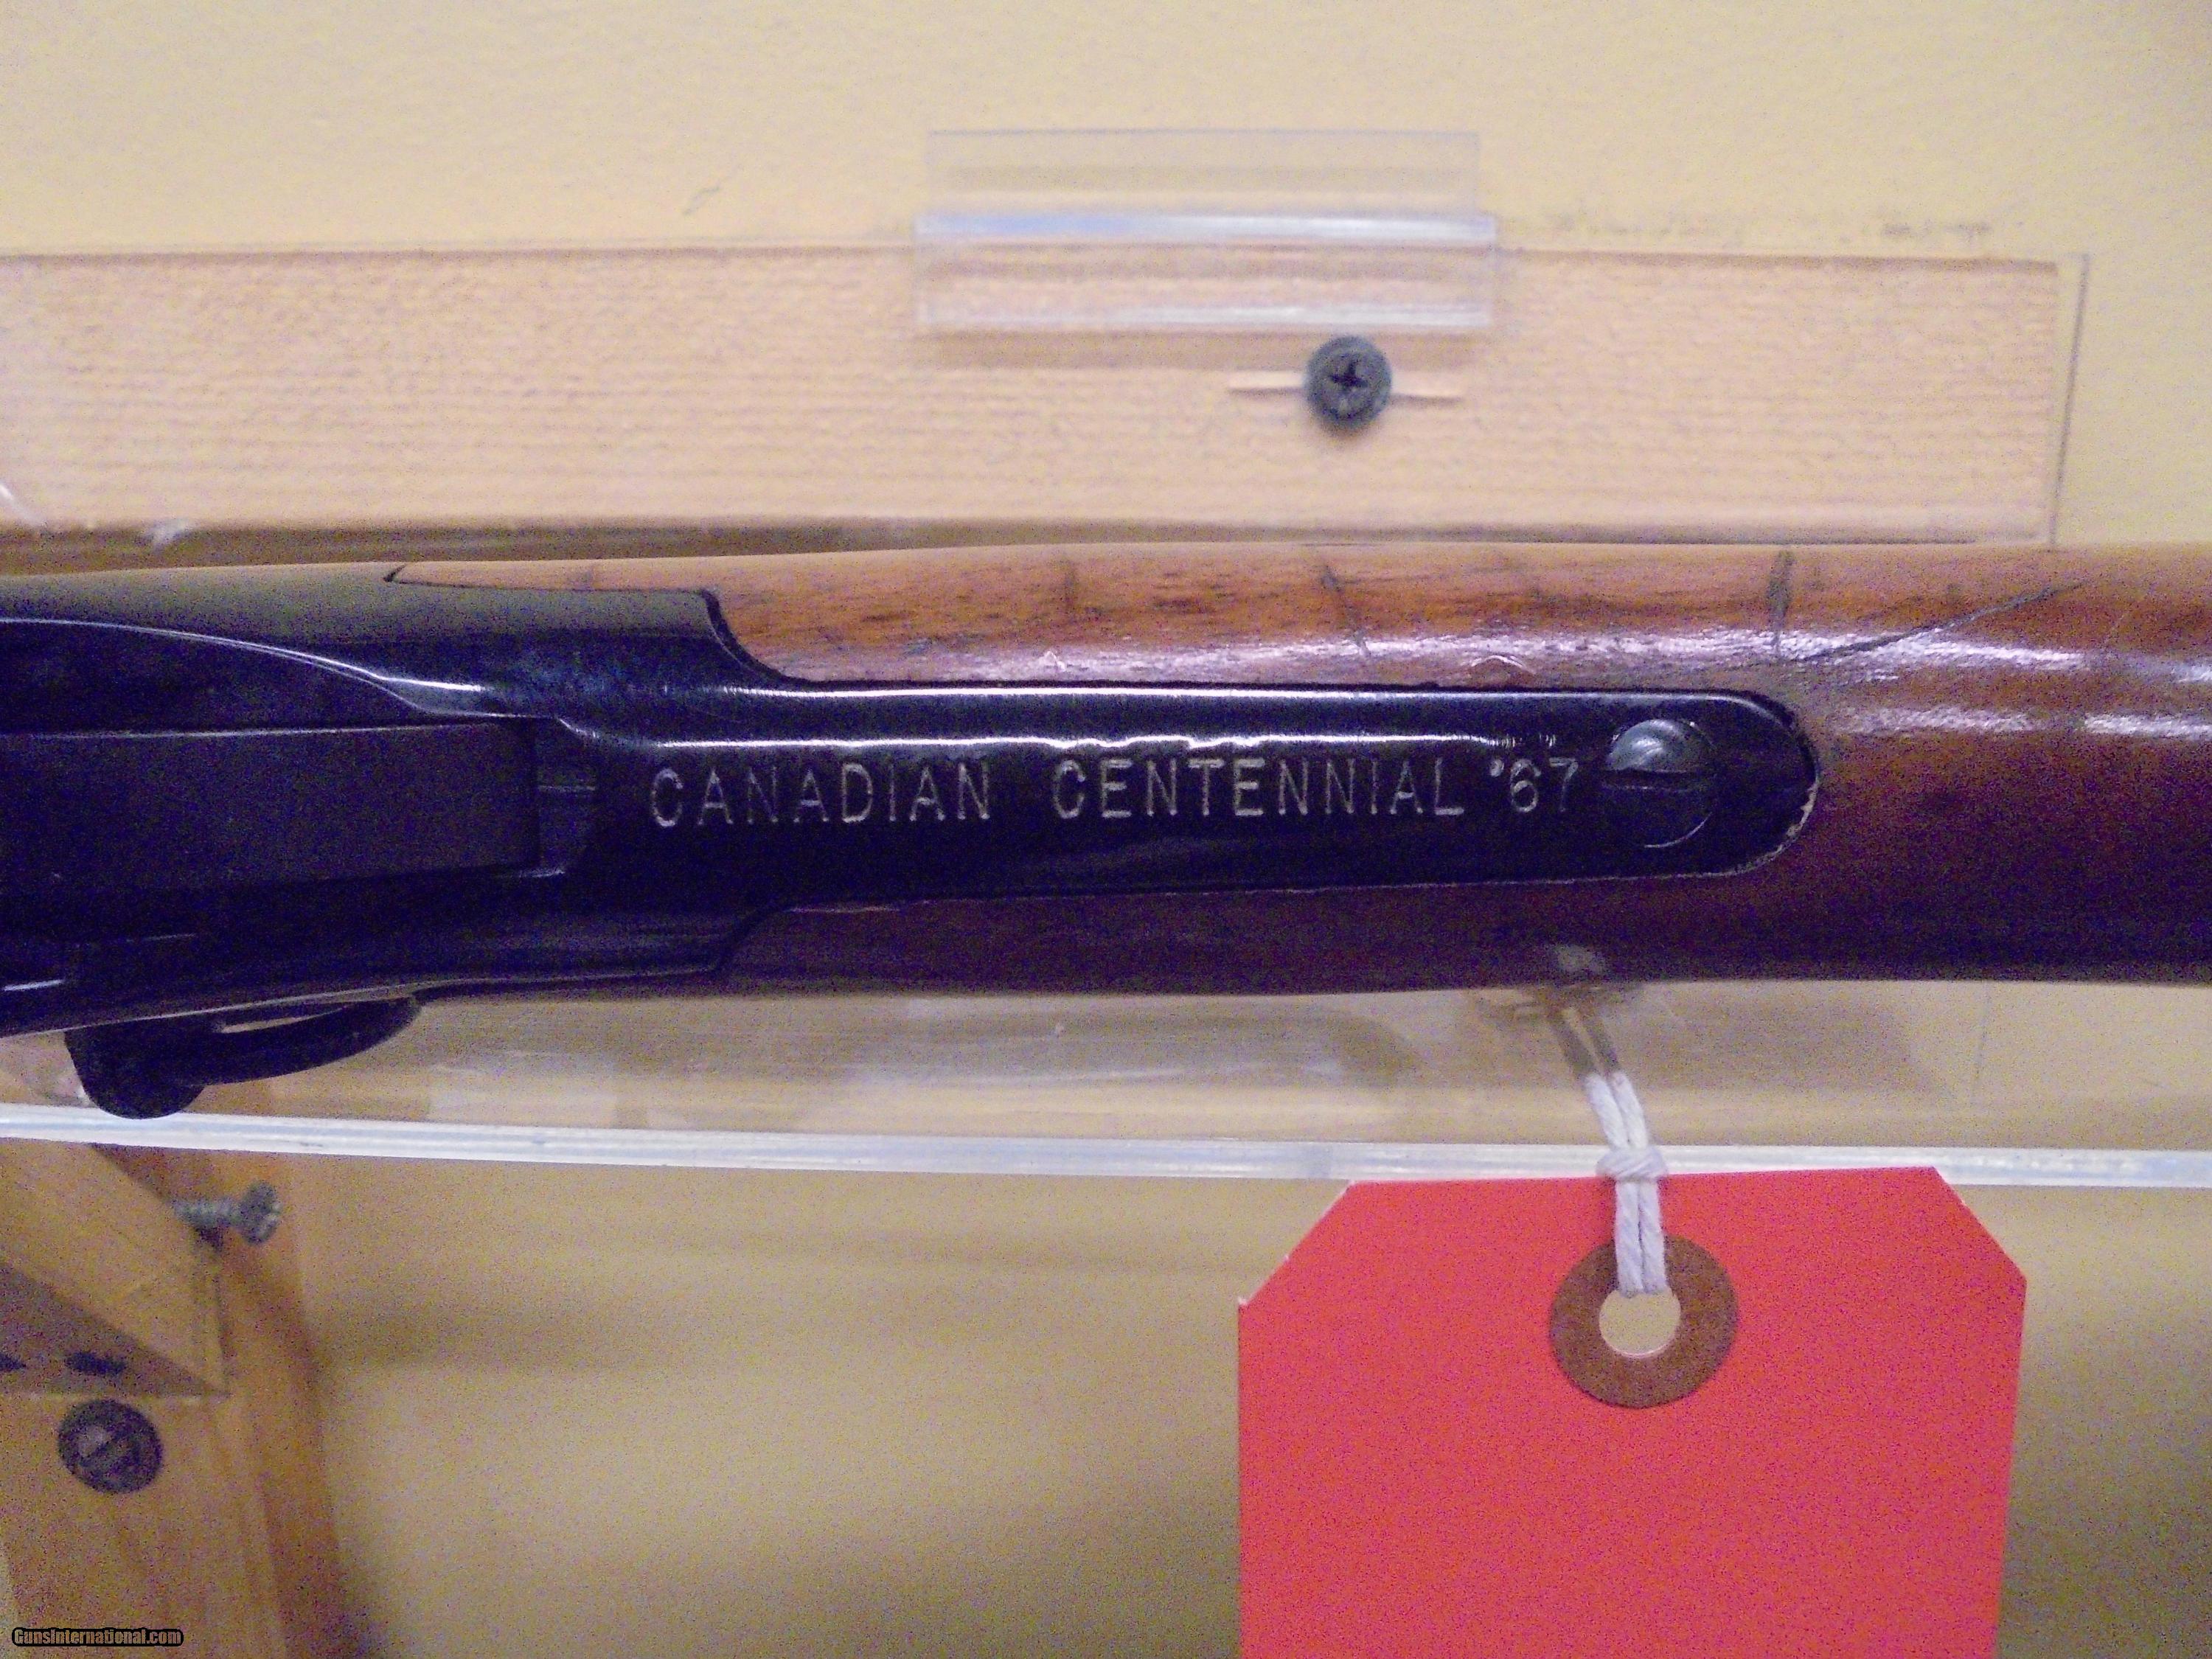 CANADIAN CENTENNIAL '67
GunsInternational.com